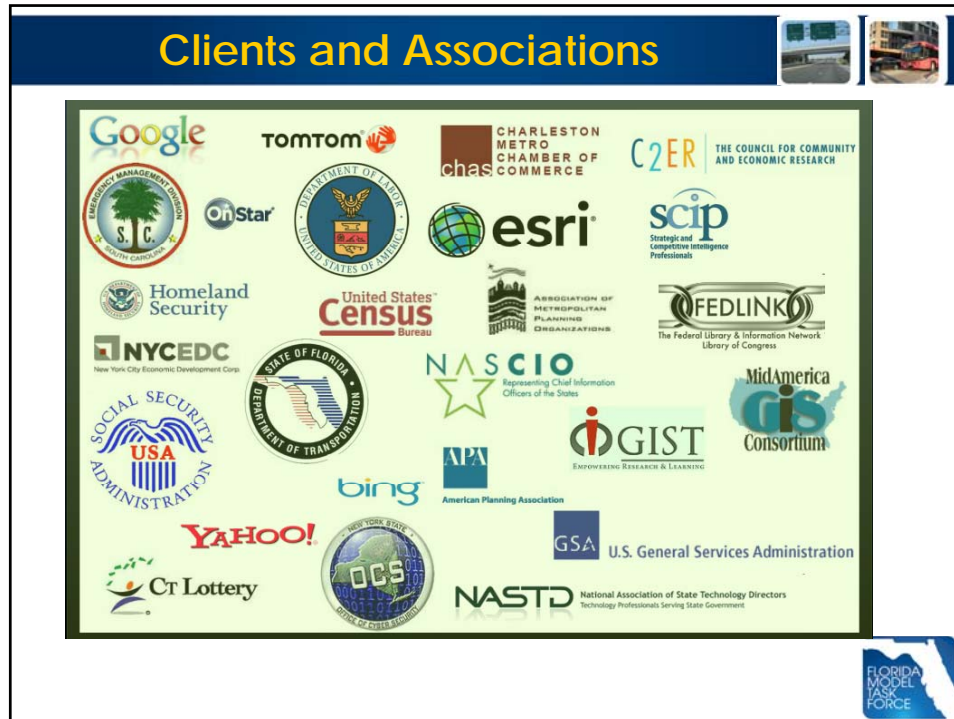 Clients and Associations
Google
TOMTOM
chas
CHARLESTON
METRO
CHAMBER OF
COMMERCE
C2ER
THE COUNCIL FOR COMMUNITY
AND ECONOMIC RESEARCH
EMERGENCY MANAGEMENT DIVISION
S. C.
SOUTH CAROLINA
OnStar
DEPARTMENT OF LABOR
UNITED STATES OF AMERICA
esri
scip
Strategic and
Competitive Intelligence
Professionals
Homeland
Security
United States™
Census
Bureau
ASSOCIATION OF
METROPOLITAN
PLANNING
ORGANIZATIONS
FEDLINK
The Federal Library & Information Network
Library of Congress
NYCEDC
New York City Economic Development Corp.
STATE OF FLORIDA
DEPARTMENT OF TRANSPORTATION
NASCIO
Representing Chief Information
Officers of the States
MidAmerica
GiS
Consortium
SOCIAL SECURITY
USA
ADMINISTRATION
GIST
EMPOWERING RESEARCH & LEARNING
APA
American Planning Association
bing
YAHOO!
NEW YORK STATE
OCS
OFFICE OF CYBER SECURITY
GSA
U.S. General Services Administration
CT Lottery
NASTD
National Association of State Technology Directors
Technology Professionals Serving State Government
FLORIDA
MODEL
TASK
FORCE